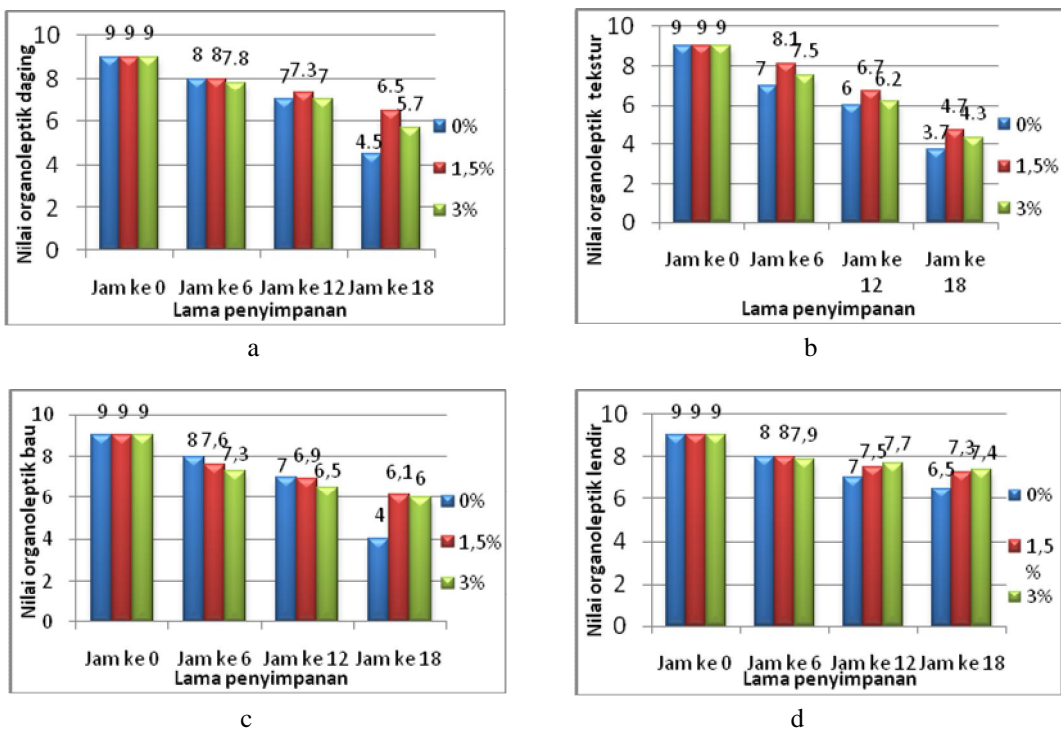 10
8
6
4
2
0
Nilai organoleptik daging
9 9 9
8 8 7.8
7 7.3 7
4.5 6.5 5.7
0%
1,5%
3%
Jam ke 0 Jam ke 6 Jam ke 12 Jam ke 18
Lama penyimpanan
a
10
8
6
4
2
0
Nilai organoleptik tekstur
9 9 9
7 8.1 7.5
6 6.7 6.2
3.7 4.7 4.3
0%
1,5%
3%
Jam ke 0 Jam ke 6 Jam ke Jam ke
12 18
Lama penyimpanan
b
10
8
6
4
2
0
Nilai organoleptik bau
9 9 9
8 7,6 7,3
7 6,9 6,5
4 6,1 6
0%
1,5%
3%
Jam ke 0 Jam ke 6 Jam ke 12 Jam ke 18
Lama penyimpanan
c
10
8
6
4
2
0
Nilai organoleptik lendir
9 9 9
8 8 7,9
7 7,5 7,7
6,5 7,3 7,4
0%
1,5
%
3%
Jam ke 0 Jam ke 6 Jam ke 12 Jam ke 18
Lama penyimpanan
d